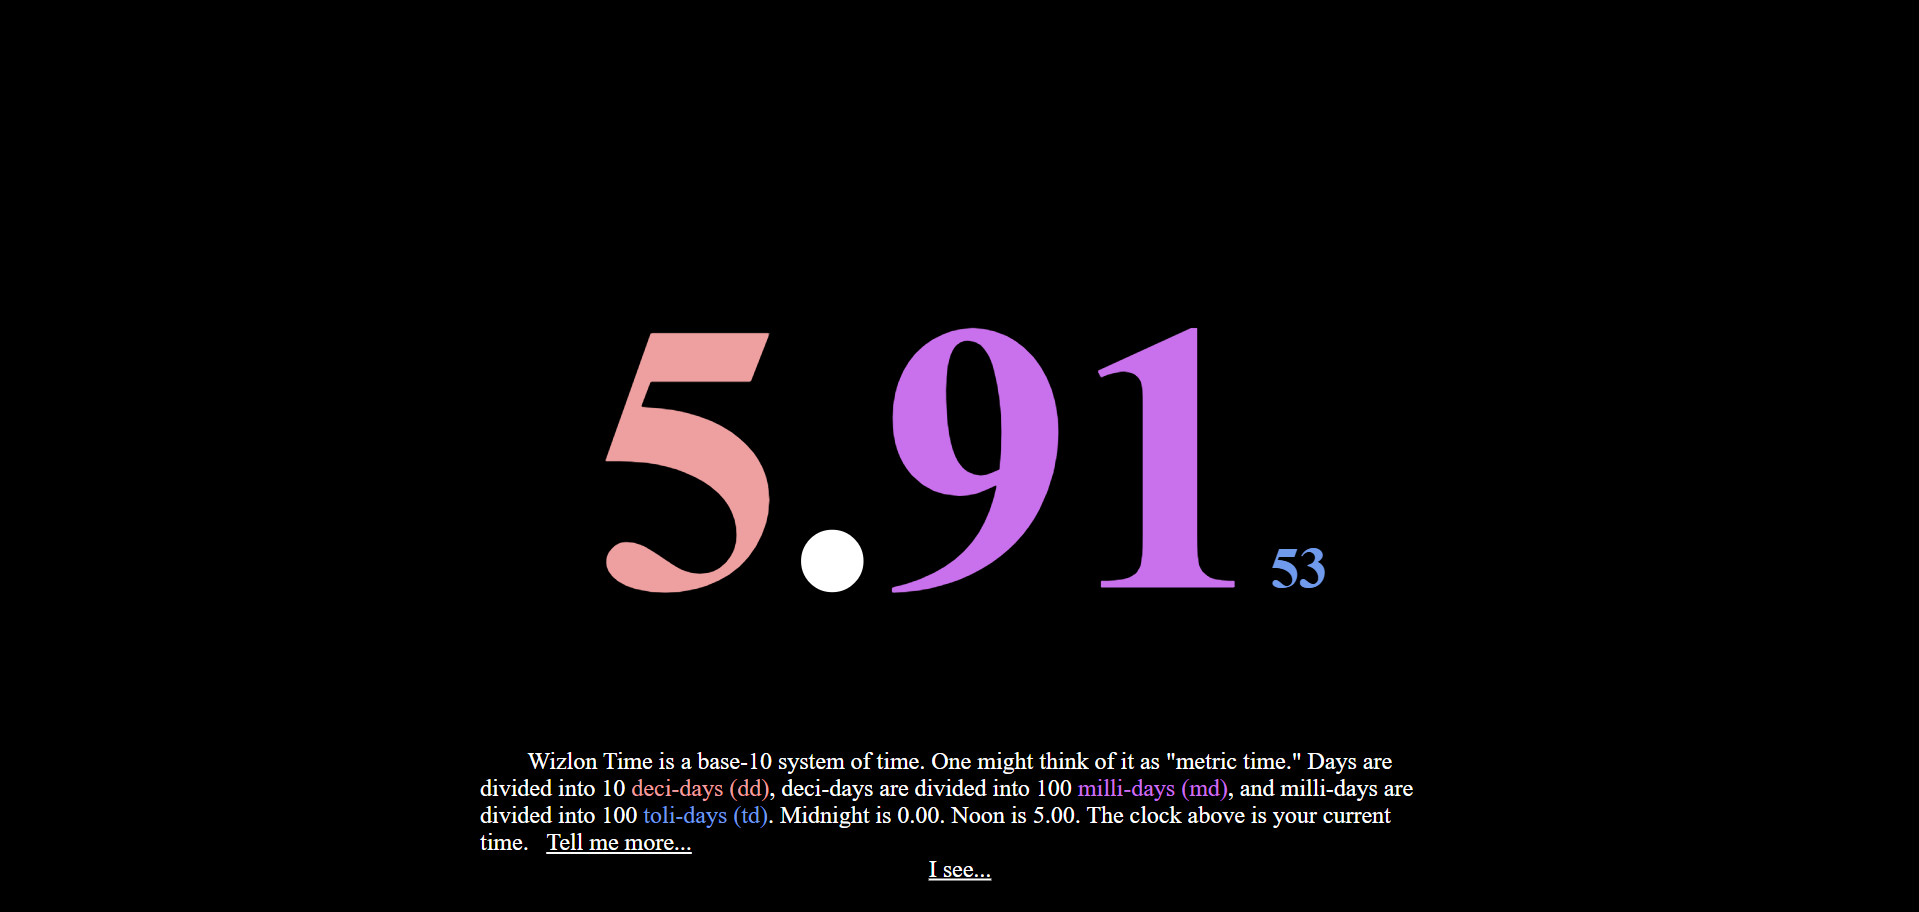 5.91 53
Wizlon Time is a base-10 system of time. One might think of it as "metric time." Days are
divided into 10 deci-days (dd), deci-days are divided into 100 milli-days (md), and milli-days are
divided into 100 toli-days (td). Midnight is 0.00. Noon is 5.00. The clock above is your current
time. Tell me more...
I see...